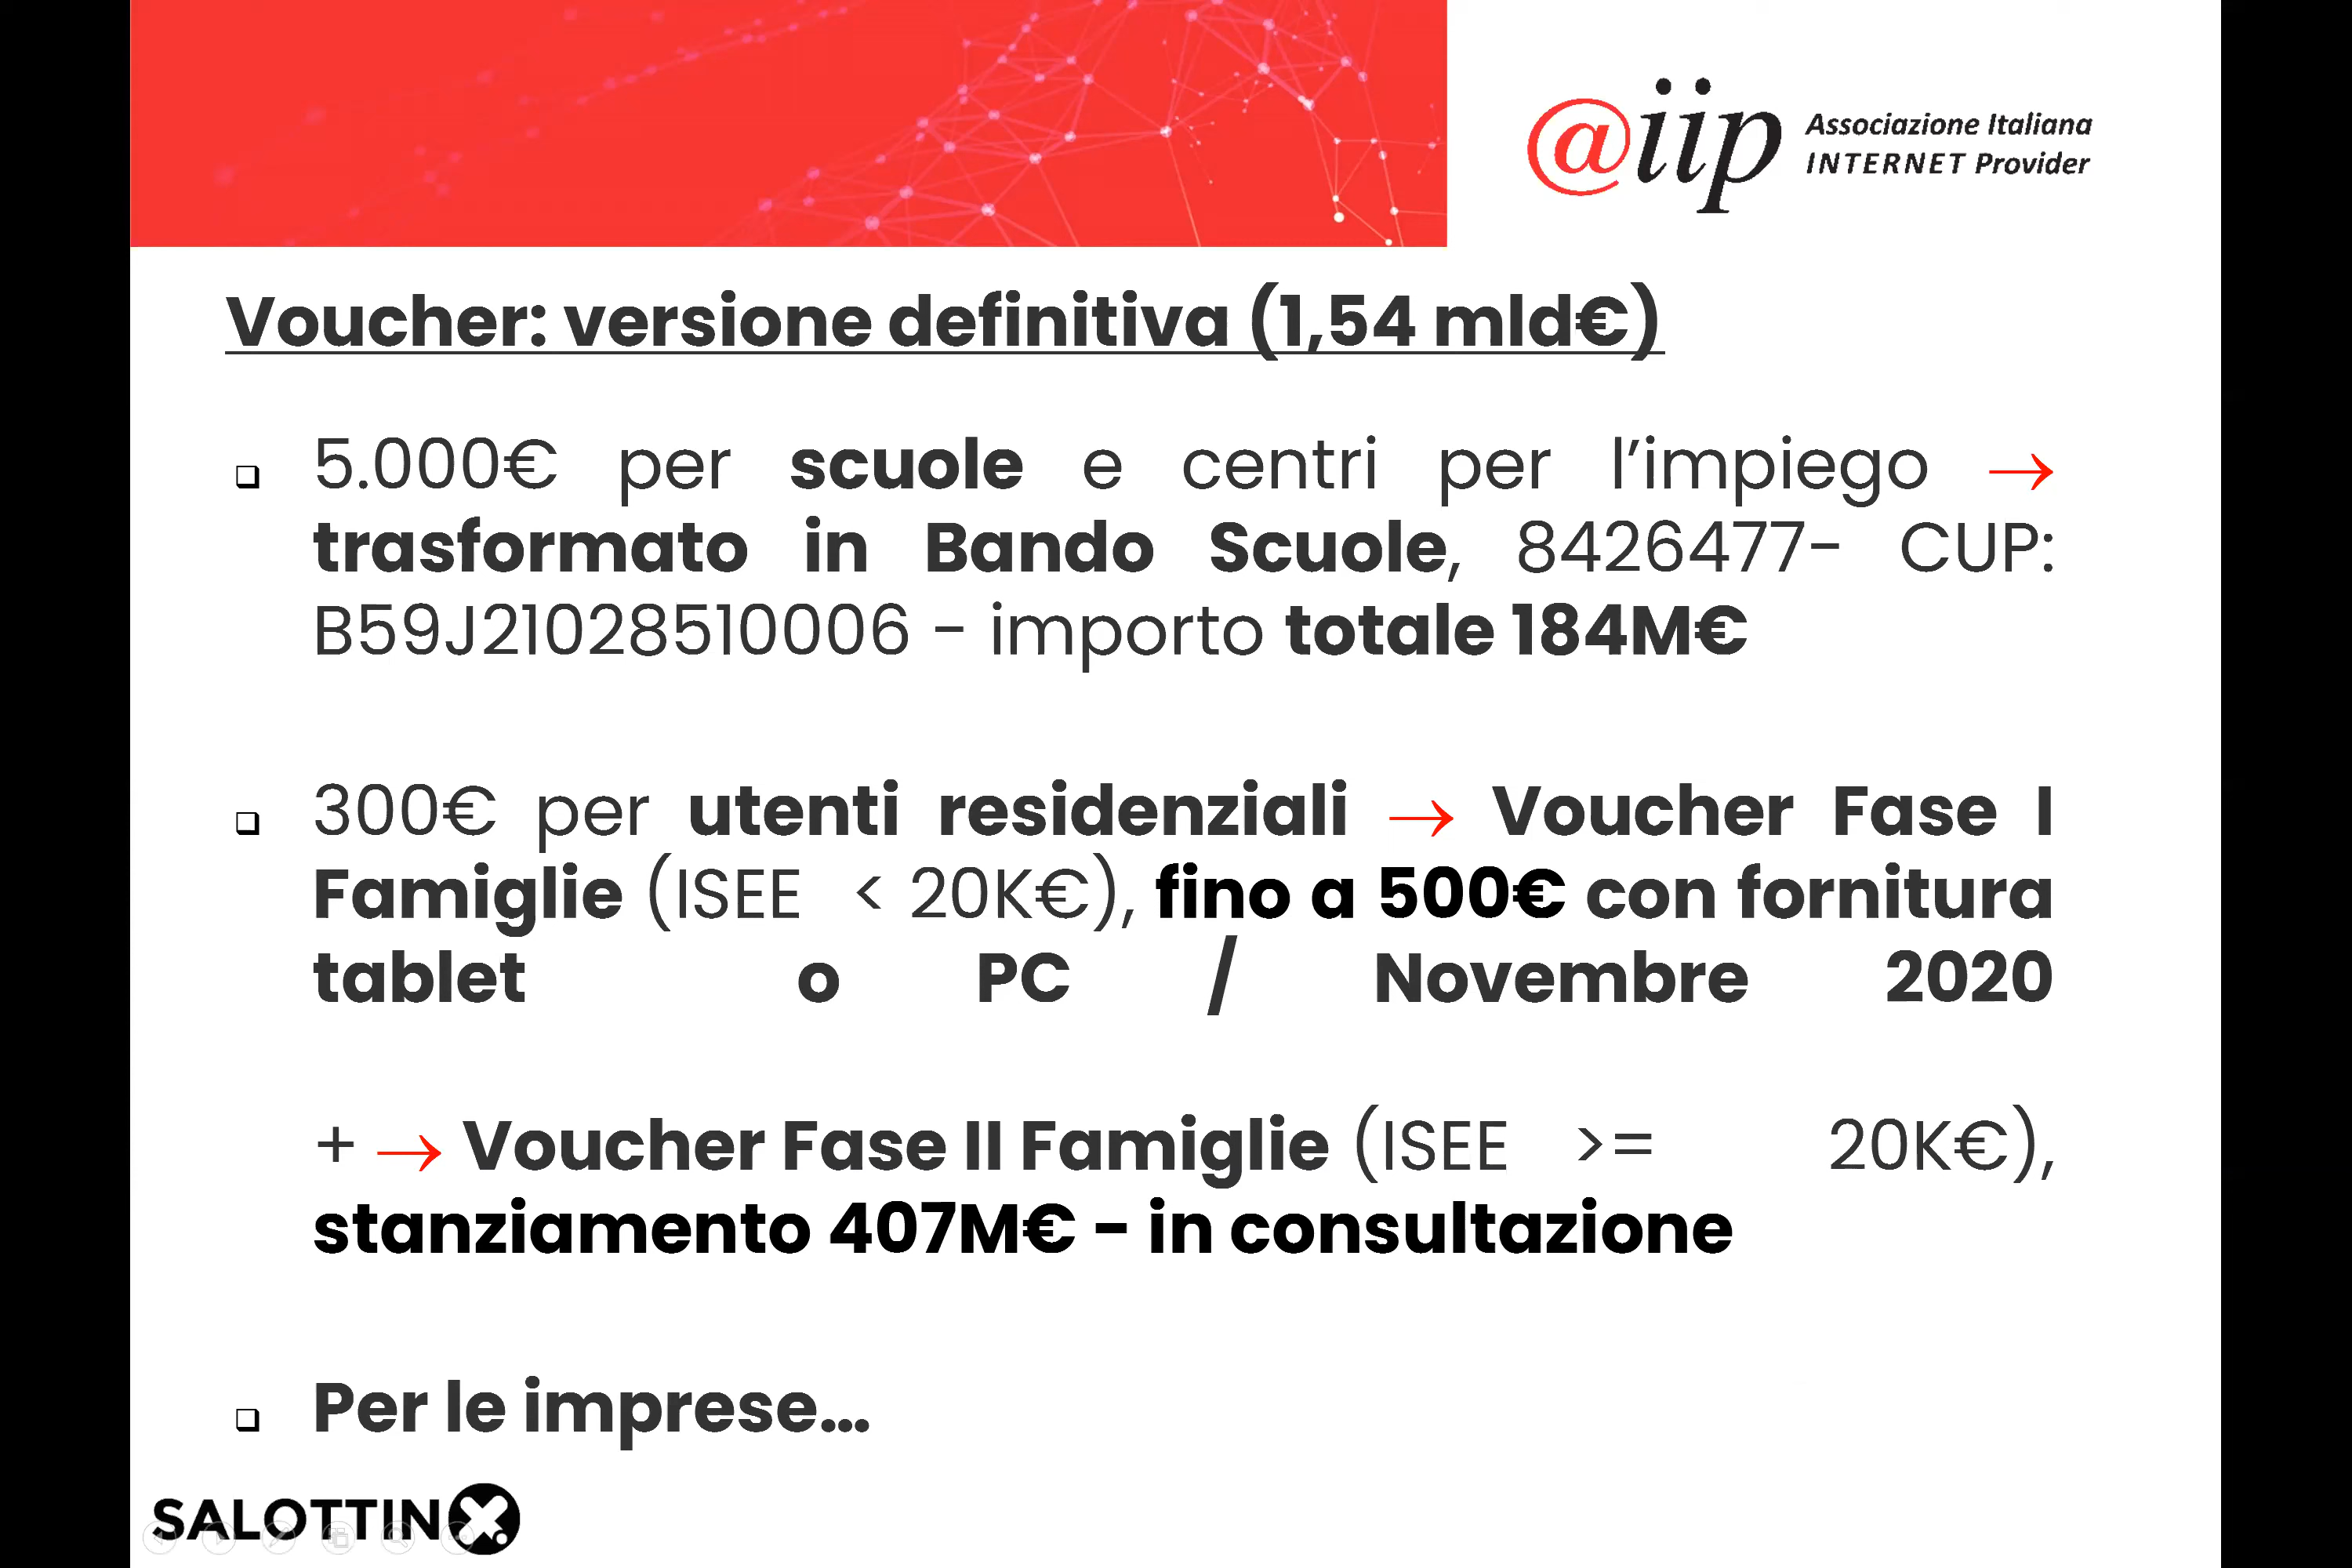 @iip Associazione Italiana
INTERNET Provider
Voucher: versione definitiva (1,54 mld€)
❑ 5.000€ per scuole e centri per l’impiego →
trasformato in Bando Scuole, 8426477- CUP:
B59J21028510006 - importo totale 184M€
❑ 300€ per utenti residenziali → Voucher Fase I
Famiglie (ISEE < 20K€), fino a 500€ con fornitura
tablet o PC / Novembre 2020
+ → Voucher Fase II Famiglie (ISEE >= 20K€),
stanziamento 407M€ - in consultazione
❑ Per le imprese...
SALOTTINX